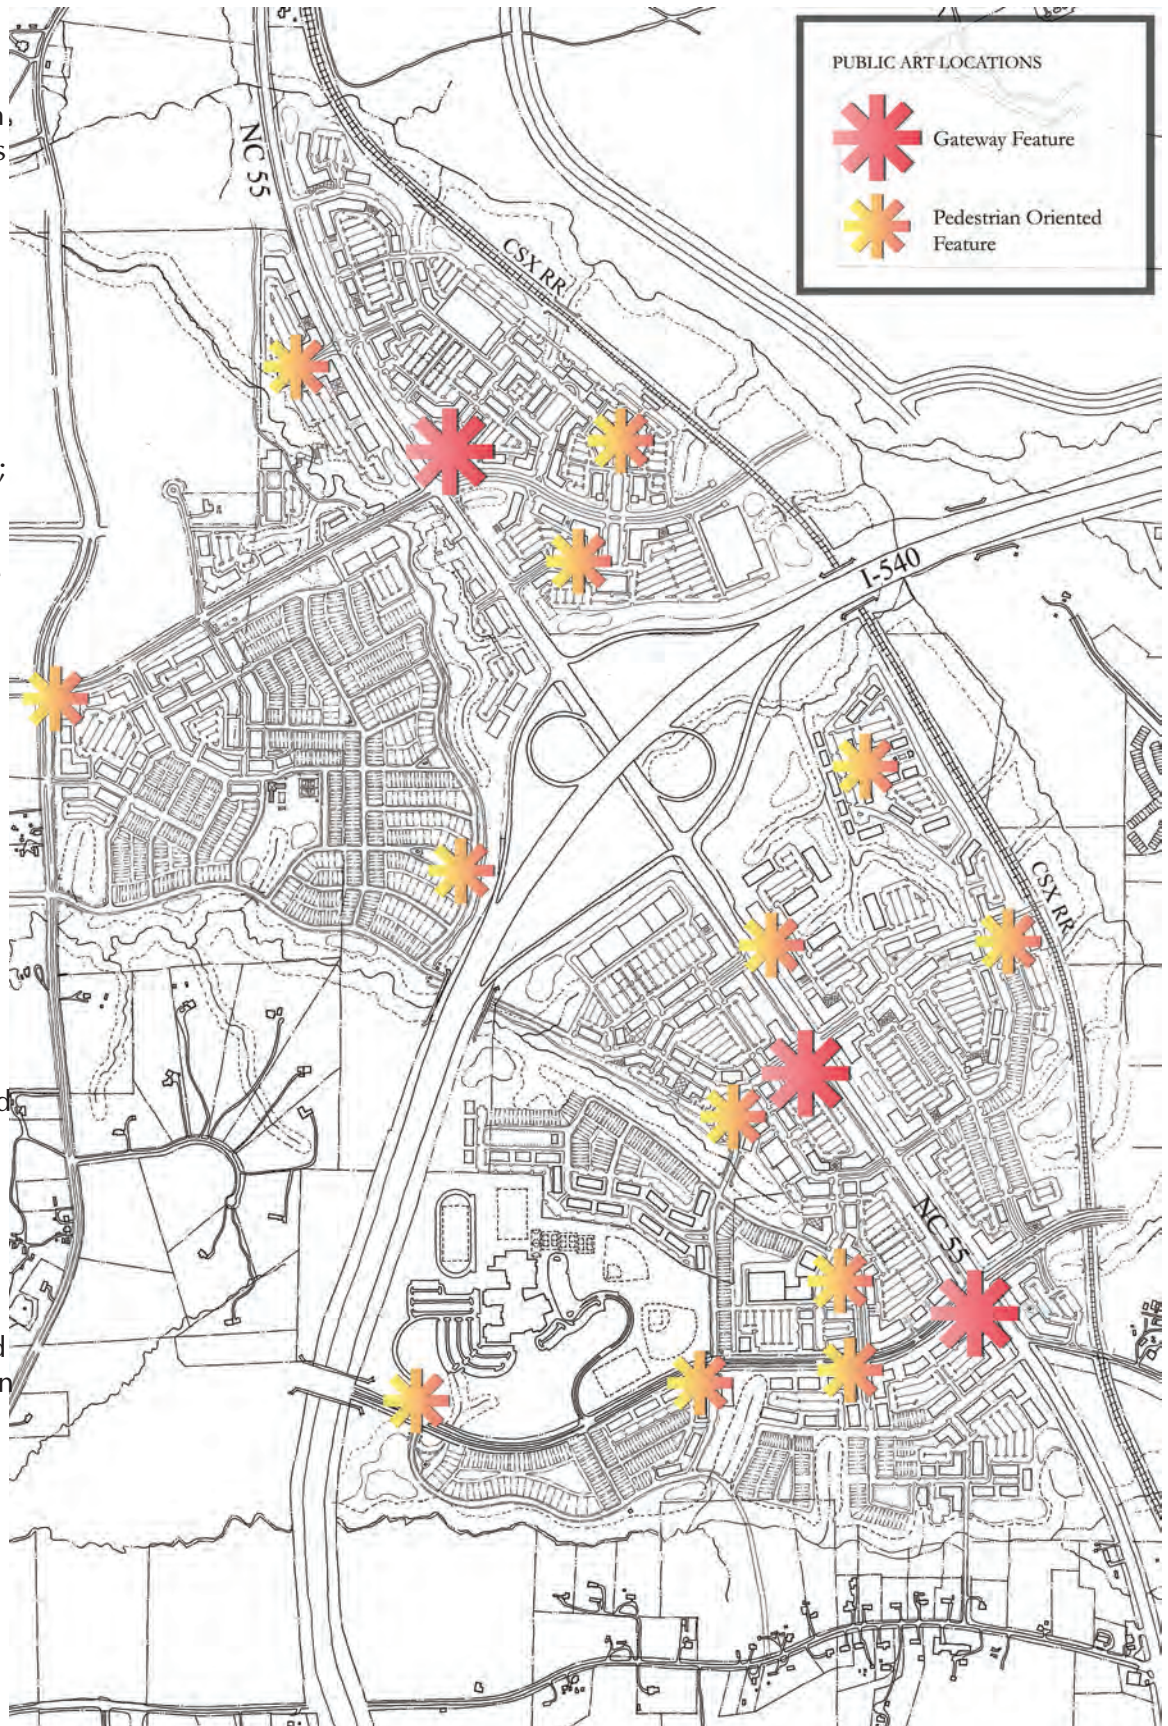 PUBLIC ART LOCATIONS
Gateway Feature
Pedestrian Oriented
Feature
NC 55
CSX RR
I-540
CSX RR
NC 55